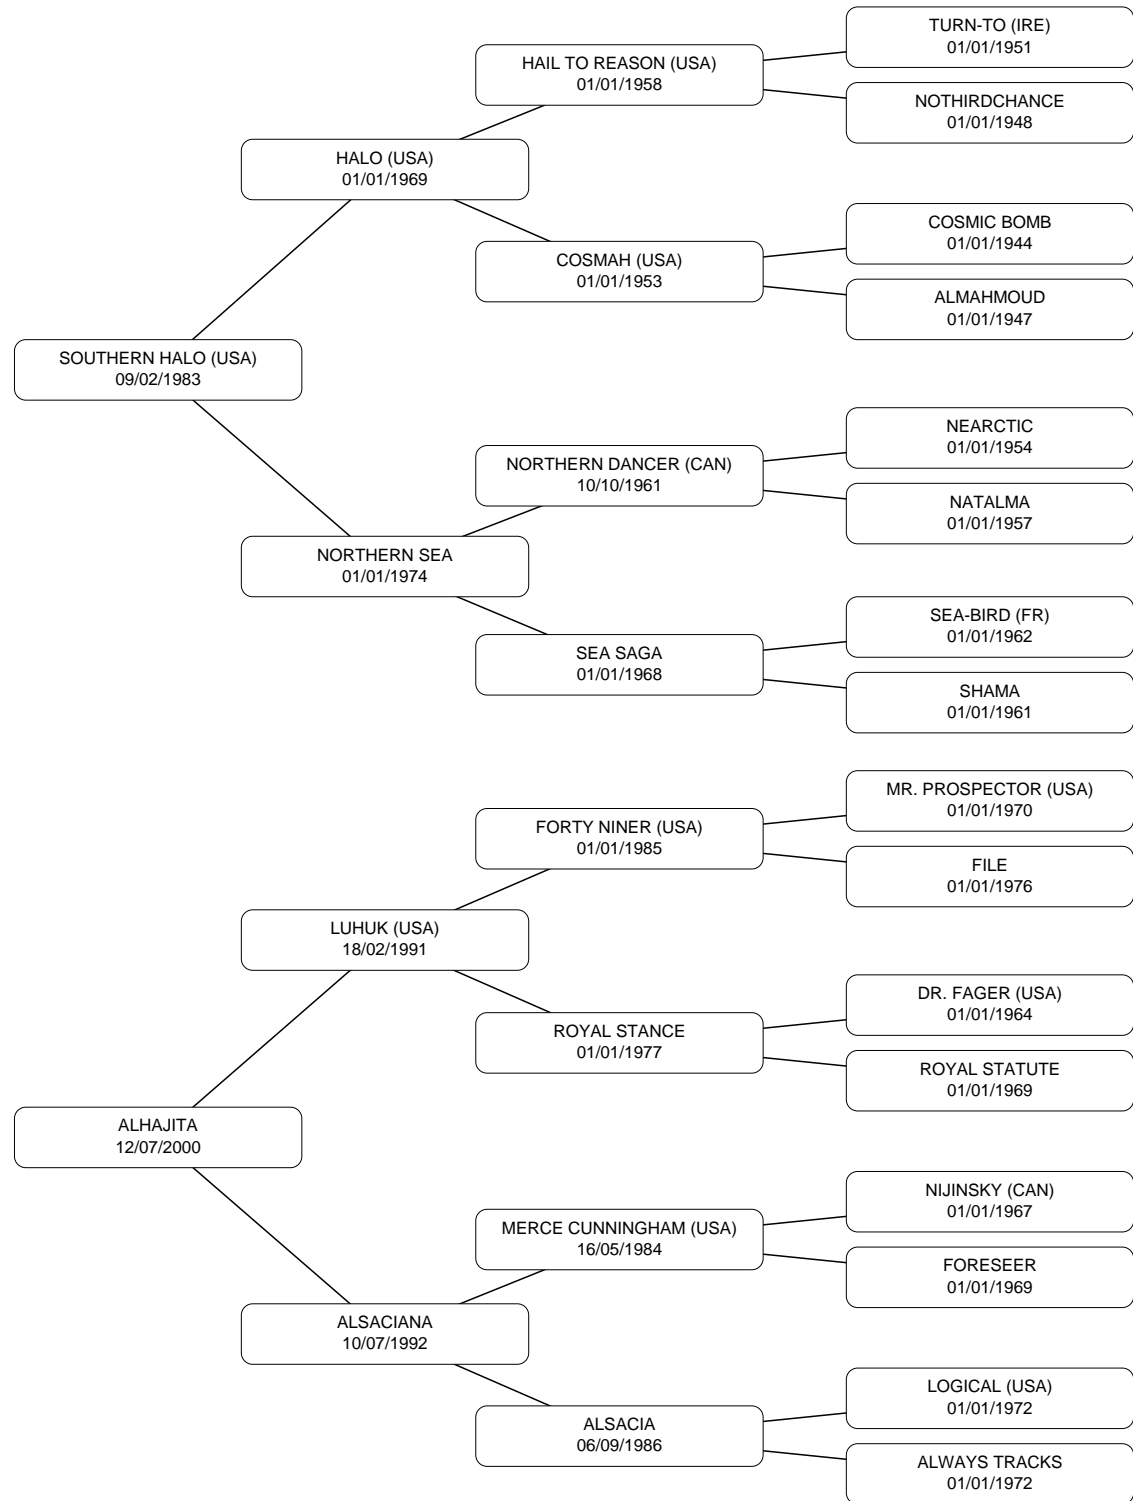 TURN-TO (IRE)
01/01/1951
HAIL TO REASON (USA)
01/01/1958
NOTHIRDCHANCE
01/01/1948
HALO (USA)
01/01/1969
COSMIC BOMB
01/01/1944
COSMAH (USA)
01/01/1953
ALMAHMOUD
01/01/1947
SOUTHERN HALO (USA)
09/02/1983
NEARCTIC
01/01/1954
NORTHERN DANCER (CAN)
10/10/1961
NATALMA
01/01/1957
NORTHERN SEA
01/01/1974
SEA-BIRD (FR)
01/01/1962
SEA SAGA
01/01/1968
SHAMA
01/01/1961
MR. PROSPECTOR (USA)
01/01/1970
FORTY NINER (USA)
01/01/1985
FILE
01/01/1976
LUHUK (USA)
18/02/1991
DR. FAGER (USA)
01/01/1964
ROYAL STANCE
01/01/1977
ROYAL STATUTE
01/01/1969
ALHAJITA
12/07/2000
NIJINSKY (CAN)
01/01/1967
MERCE CUNNINGHAM (USA)
16/05/1984
FORESEER
01/01/1969
ALSACIANA
10/07/1992
LOGICAL (USA)
01/01/1972
ALSACIA
06/09/1986
ALWAYS TRACKS
01/01/1972